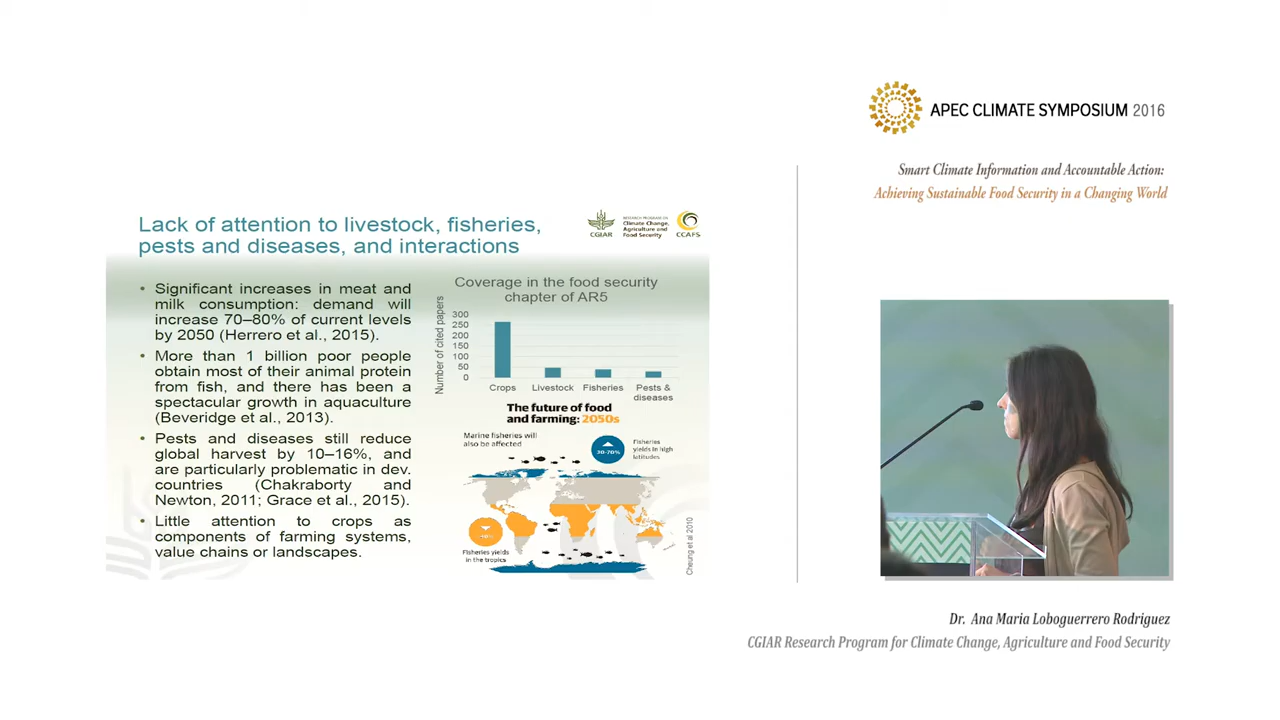 APEC CLIMATE SYMPOSIUM 2016
Smart Climate Information and Accountable Action:
Achieving Sustainable Food Security in a Changing World
Lack of attention to livestock, fisheries,
pests and diseases, and interactions
CGIAR
RESEARCH PROGRAM ON
Climate Change,
Agriculture and
Food Security
CCAFS
• Significant increases in meat and
milk consumption: demand will
increase 70–80% of current levels
by 2050 (Herrero et al., 2015).
• More than 1 billion poor people
obtain most of their animal protein
from fish, and there has been a
spectacular growth in aquaculture
(Beveridge et al., 2013).
• Pests and diseases still reduce
global harvest by 10–16%, and
are particularly problematic in dev.
countries (Chakraborty and
Newton, 2011; Grace et al., 2015).
• Little attention to crops as
components of farming systems,
value chains or landscapes.
Coverage in the food security
chapter of AR5
Number of cited papers
300
250
200
150
100
50
0
Crops
Livestock
Fisheries
Pests &
diseases
The future of food
and farming: 2050s
Marine fisheries will
also be affected
30-70%
Fisheries
yields in high
latitudes
Fisheries yields
in the tropics
Cheung et al 2010
Dr. Ana Maria Loboguerrero Rodriguez
CGIAR Research Program for Climate Change, Agriculture and Food Security